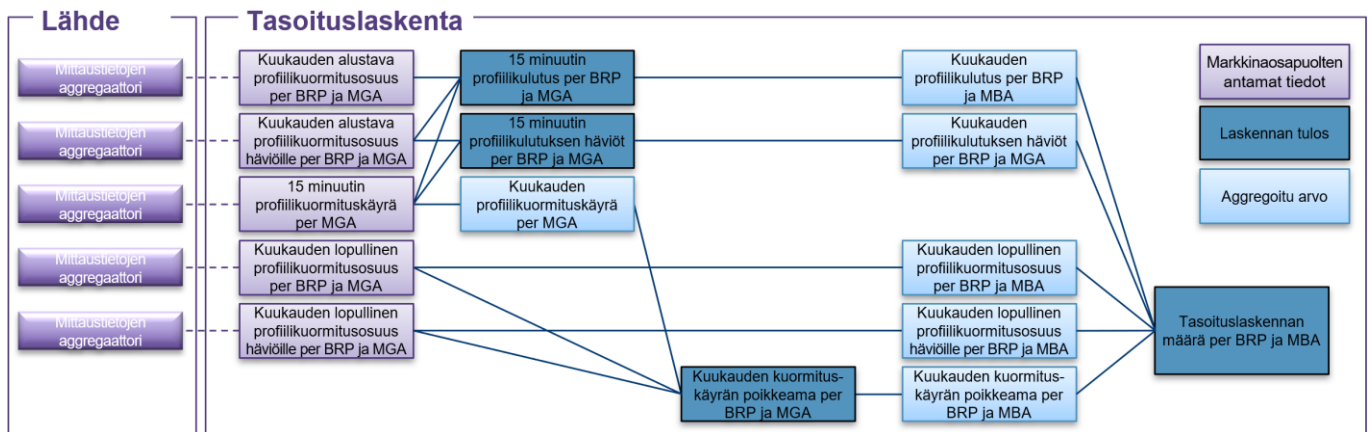 Lähde
Tasoituslaskenta
Mittaustietojen
aggregaattori
Kuukauden alustava
profiilikuormitusosuus
per BRP ja MGA
15 minuutin
profiilikulutus per BRP
ja MGA
Kuukauden
profiilikulutus per BRP
ja MBA
Markkinaosapuolten
antamat tiedot
Mittaustietojen
aggregaattori
Kuukauden alustava
profiilikuormitusosuus
häviöille per BRP ja MGA
15 minuutin
profiilikulutuksen häviöt
per BRP ja MGA
Kuukauden
profiilikulutuksen häviöt
per BRP ja MGA
Laskennan tulos
Mittaustietojen
aggregaattori
15 minuutin
profiilikuormituskäyrä
per MGA
Kuukauden
profiilikuormituskäyrä
per MGA
Aggregoitu arvo
Mittaustietojen
aggregaattori
Kuukauden lopullinen
profiilikuormitusosuus
per BRP ja MGA
Kuukauden lopullinen
profiilikuormitusosuus
per BRP ja MBA
Mittaustietojen
aggregaattori
Kuukauden lopullinen
profiilikuormitusosuus
häviöille per BRP ja MGA
Kuukauden lopullinen
profiilikuormitusosuus
häviöille per BRP ja MBA
Tasoituslaskennan
määrä per BRP ja MBA
Kuukauden kuormitus-
käyrän poikkeama per
BRP ja MGA
Kuukauden kuormitus-
käyrän poikkeama per
BRP ja MBA